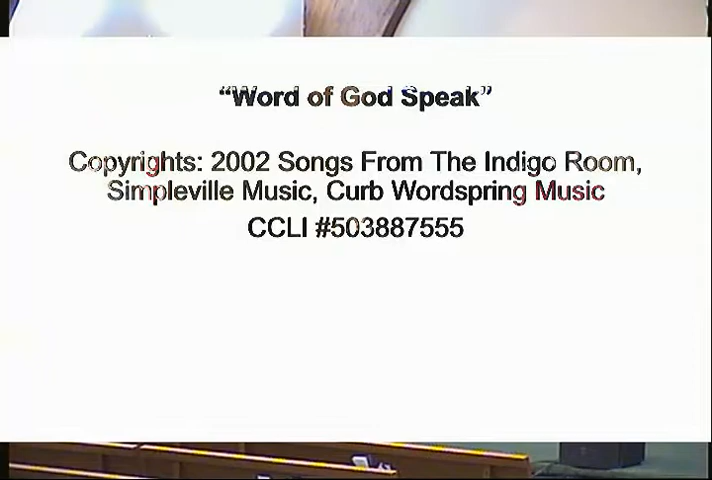 “Word of God Speak”
Copyrights: 2002 Songs From The Indigo Room,
Simpleville Music, Curb Wordspring Music
CCLI #503887555